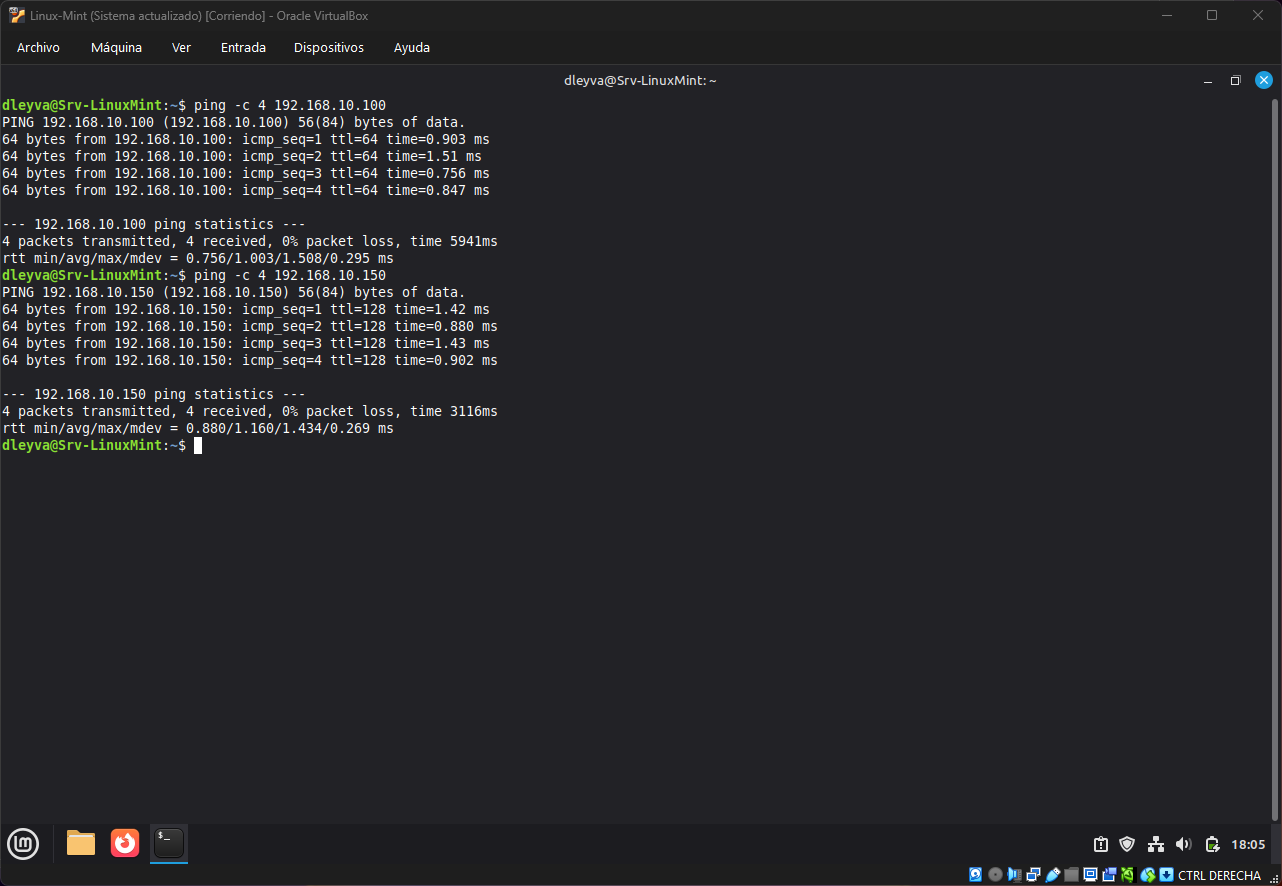 Linux-Mint (Sistema actualizado) [Corriendo] - Oracle VirtualBox
Archivo Máquina Ver Entrada Dispositivos Ayuda
dleyva@Srv-LinuxMint: ~
dleyva@Srv-LinuxMint:~$ ping -c 4 192.168.10.100
PING 192.168.10.100 (192.168.10.100) 56(84) bytes of data.
64 bytes from 192.168.10.100: icmp_seq=1 ttl=64 time=0.903 ms
64 bytes from 192.168.10.100: icmp_seq=2 ttl=64 time=1.51 ms
64 bytes from 192.168.10.100: icmp_seq=3 ttl=64 time=0.756 ms
64 bytes from 192.168.10.100: icmp_seq=4 ttl=64 time=0.847 ms
--- 192.168.10.100 ping statistics ---
4 packets transmitted, 4 received, 0% packet loss, time 5941ms
rtt min/avg/max/mdev = 0.756/1.003/1.508/0.295 ms
dleyva@Srv-LinuxMint:~$ ping -c 4 192.168.10.150
PING 192.168.10.150 (192.168.10.150) 56(84) bytes of data.
64 bytes from 192.168.10.150: icmp_seq=1 ttl=128 time=1.42 ms
64 bytes from 192.168.10.150: icmp_seq=2 ttl=128 time=0.880 ms
64 bytes from 192.168.10.150: icmp_seq=3 ttl=128 time=1.43 ms
64 bytes from 192.168.10.150: icmp_seq=4 ttl=128 time=0.902 ms
--- 192.168.10.150 ping statistics ---
4 packets transmitted, 4 received, 0% packet loss, time 3116ms
rtt min/avg/max/mdev = 0.880/1.160/1.434/0.269 ms
dleyva@Srv-LinuxMint:~$
18:05
CTRL DERECHA